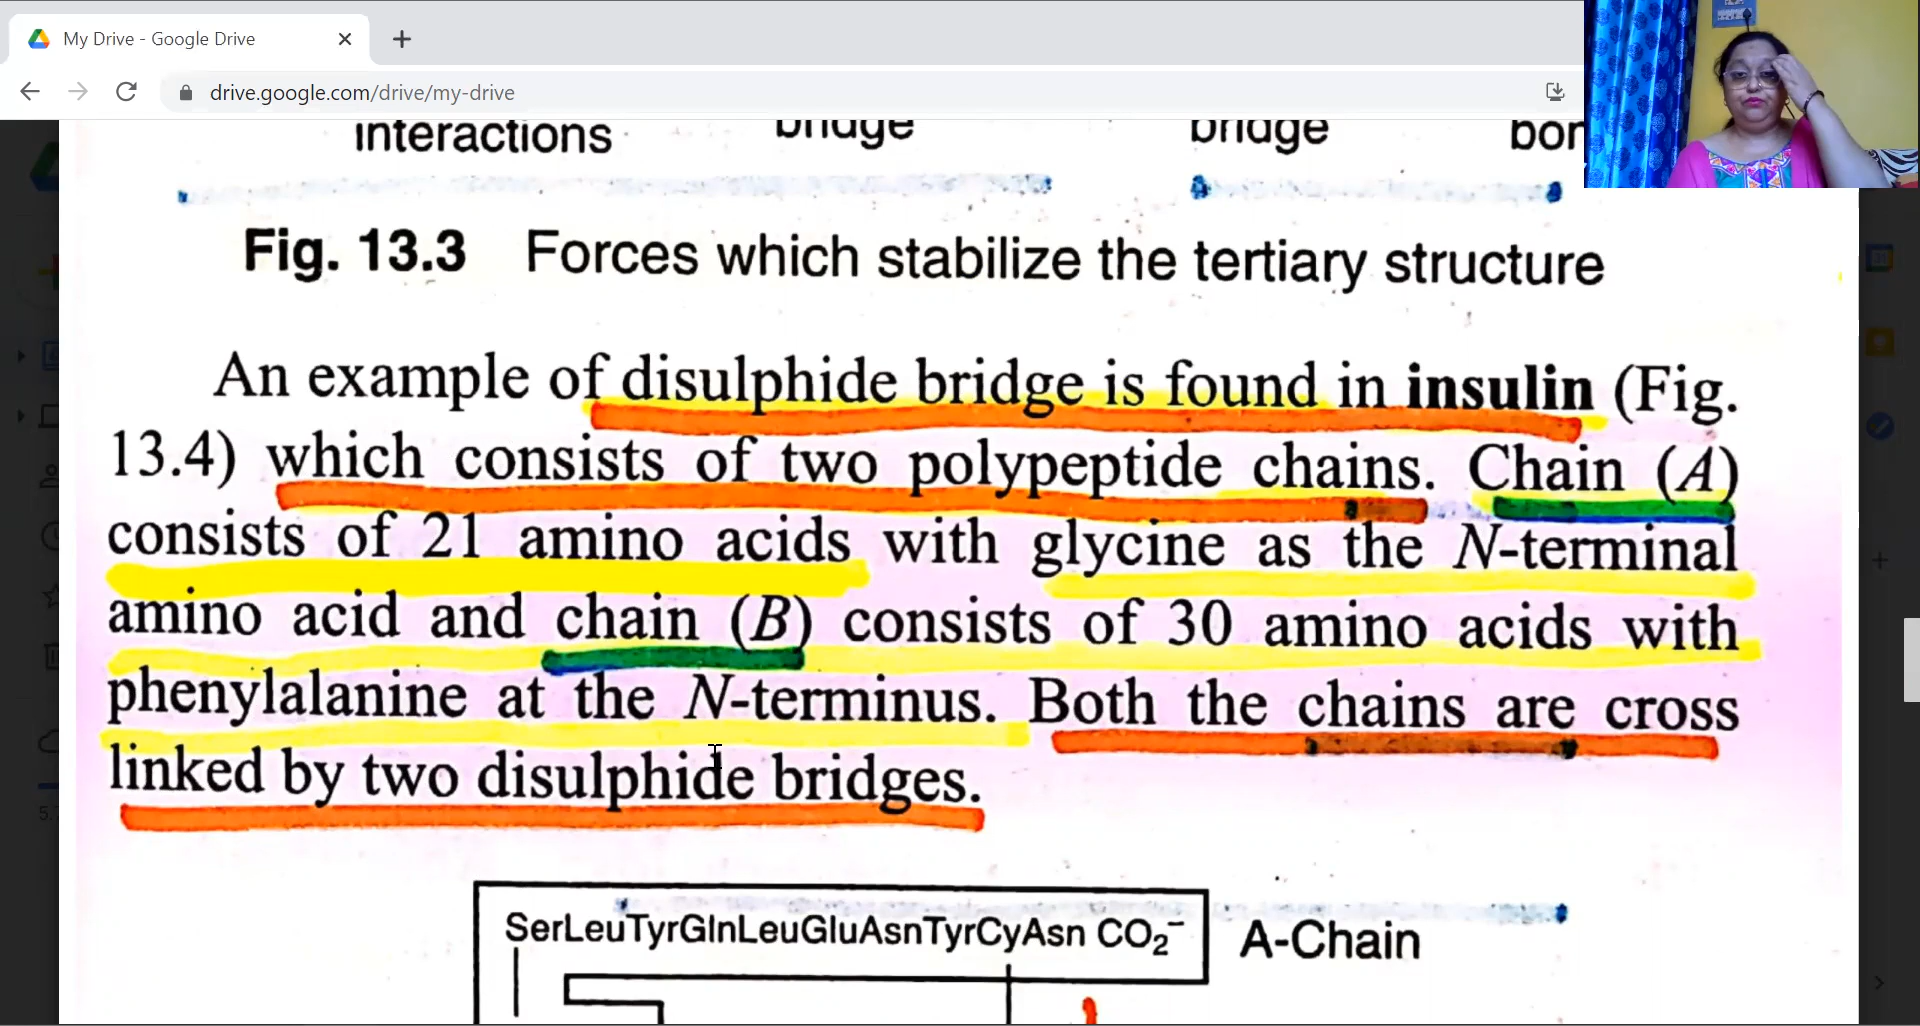 My Drive - Google Drive
drive.google.com/drive/my-drive
interactions bridge bridge bon
Fig. 13.3 Forces which stabilize the tertiary structure
An example of disulphide bridge is found in insulin (Fig.
13.4) which consists of two polypeptide chains. Chain (A)
consists of 21 amino acids with glycine as the N-terminal
amino acid and chain (B) consists of 30 amino acids with
phenylalanine at the N-terminus. Both the chains are cross
linked by two disulphide bridges.
SerLeuTyrGlnLeuGluAsnTyrCyAsn CO₂⁻ A-Chain